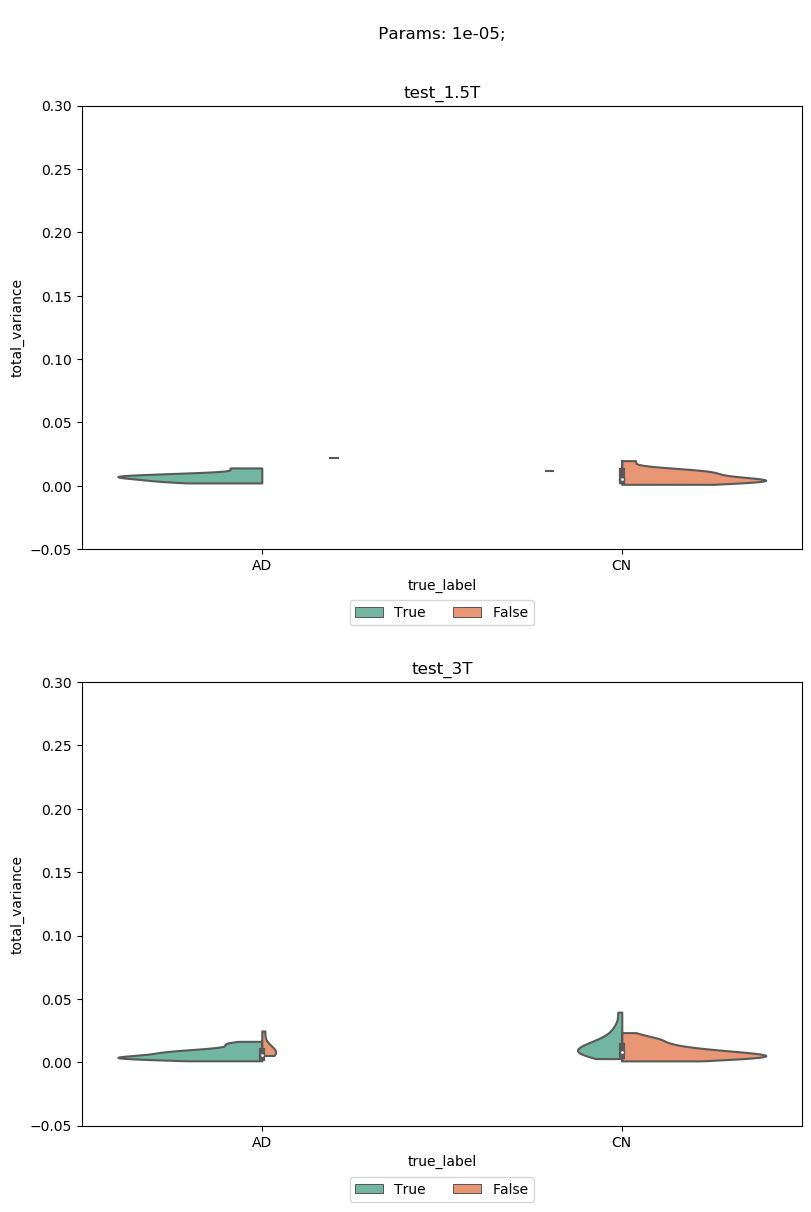 Params: 1e-05;
test_1.5T
0.30
0.25
0.20
0.15
0.10
0.05
0.00
−0.05
total_variance
AD CN
true_label
True False
test_3T
0.30
0.25
0.20
0.15
0.10
0.05
0.00
−0.05
total_variance
AD CN
true_label
True False